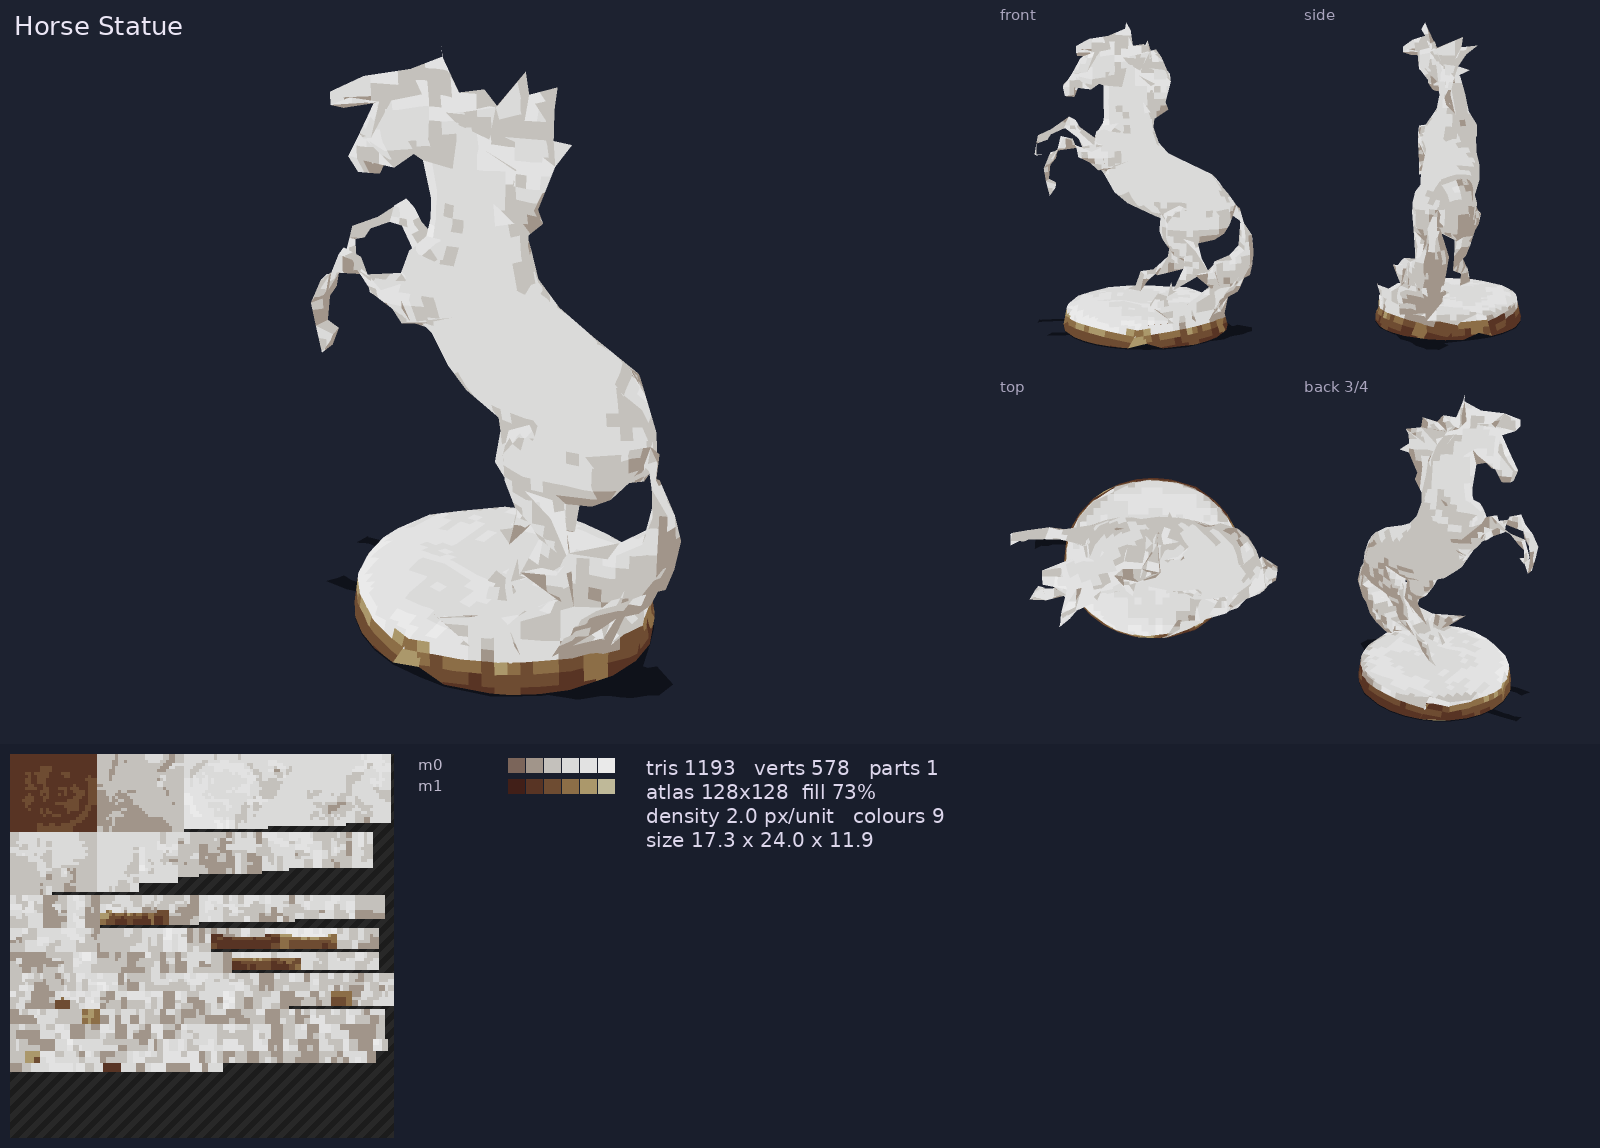 Horse Statue
front
side
top
back 3/4
m0
m1
tris 1193   verts 578   parts 1
atlas 128x128   fill 73%
density 2.0 px/unit   colours 9
size 17.3 x 24.0 x 11.9